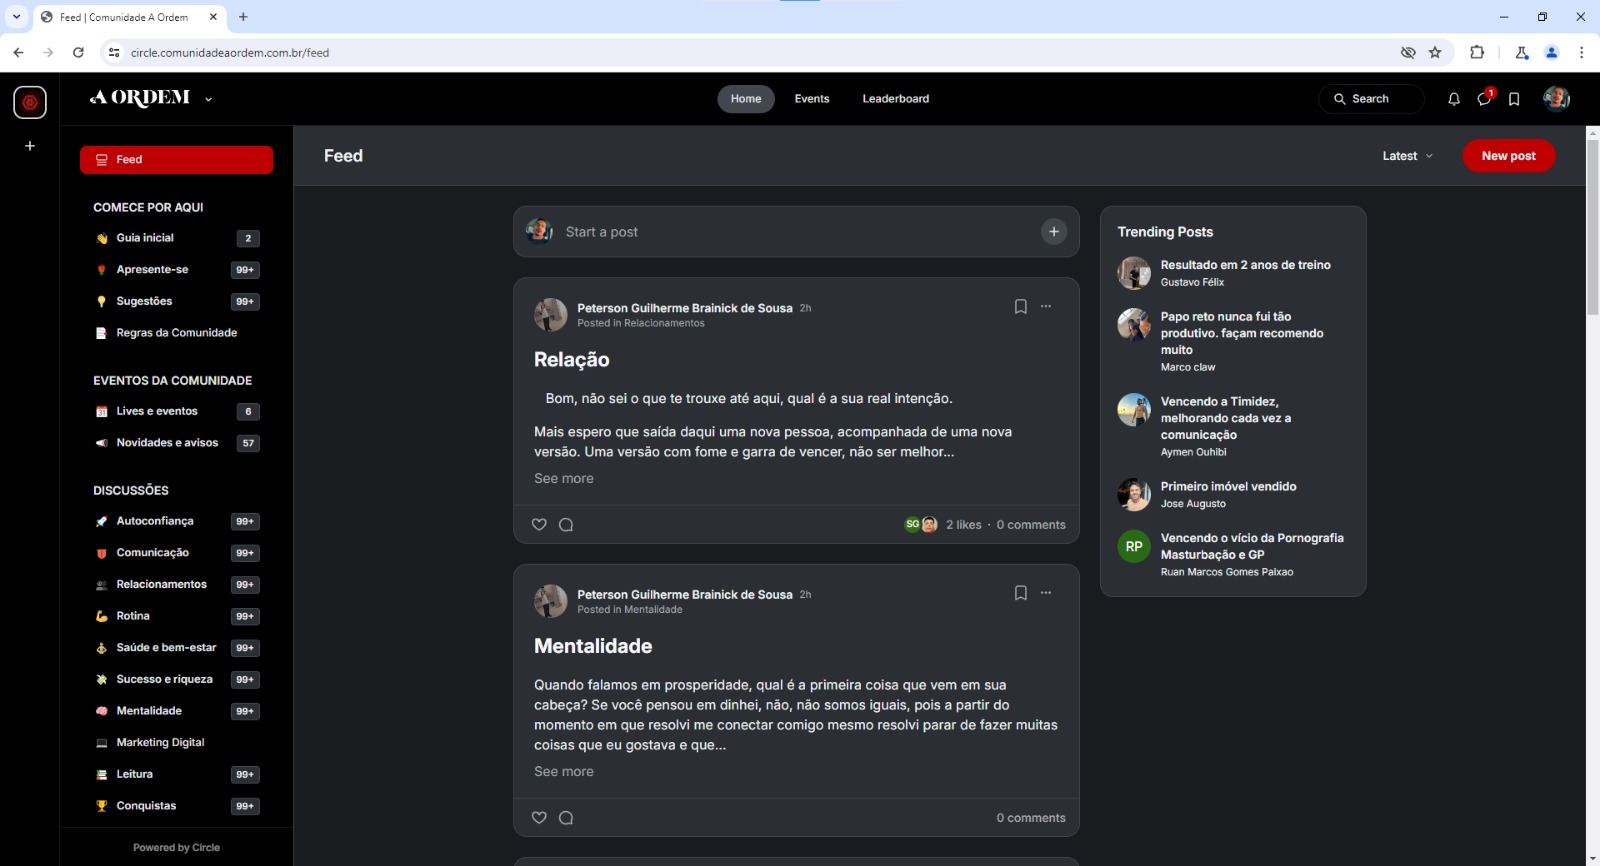 Feed | Comunidade A Ordem
circle.comunidadeaordem.com.br/feed
A ORDEM
Home
Events
Leaderboard
Search
1
Feed
COMECE POR AQUI
Guia inicial 2
Apresente-se 99+
Sugestões 99+
Regras da Comunidade
EVENTOS DA COMUNIDADE
Lives e eventos 6
Novidades e avisos 57
DISCUSSÕES
Autoconfiança 99+
Comunicação 99+
Relacionamentos 99+
Rotina 99+
Saúde e bem-estar 99+
Sucesso e riqueza 99+
Mentalidade 99+
Marketing Digital
Leitura 99+
Conquistas 99+
Powered by Circle
Feed
Latest
New post
Start a post
Peterson Guilherme Brainick de Sousa 2h
Posted in Relacionamentos
Relação
Bom, não sei o que te trouxe até aqui, qual é a sua real intenção.
Mais espero que saída daqui uma nova pessoa, acompanhada de uma nova
versão. Uma versão com fome e garra de vencer, não ser melhor...
See more
SG 2 likes · 0 comments
Peterson Guilherme Brainick de Sousa 2h
Posted in Mentalidade
Mentalidade
Quando falamos em prosperidade, qual é a primeira coisa que vem em sua
cabeça? Se você pensou em dinhei, não, não somos iguais, pois a partir do
momento em que resolvi me conectar comigo mesmo resolvi parar de fazer muitas
coisas que eu gostava e que...
See more
0 comments
Trending Posts
Resultado em 2 anos de treino
Gustavo Félix
Papo reto nunca fui tão
produtivo. façam recomendo
muito
Marco claw
Vencendo a Timidez,
melhorando cada vez a
comunicação
Aymen Ouhibi
Primeiro imóvel vendido
Jose Augusto
RP
Vencendo o vício da Pornografia
Masturbação e GP
Ruan Marcos Gomes Paixao